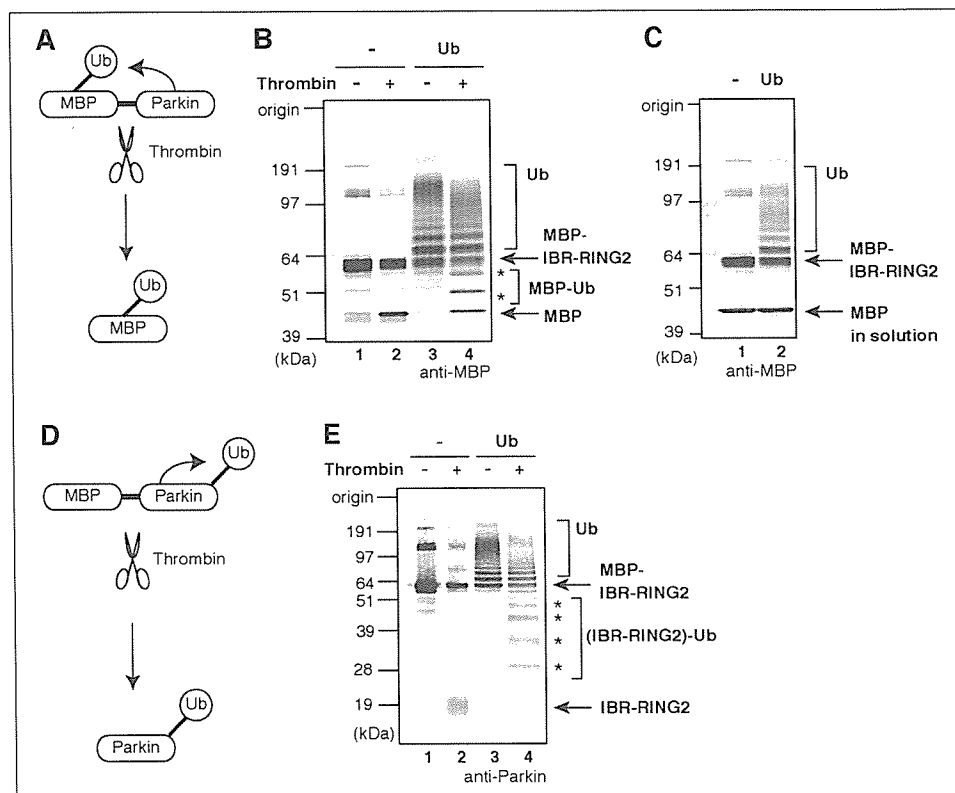 A
Ub
MBP
Parkin
Thrombin
Ub
MBP
B
- Ub
Thrombin - + - +
origin
191
97
64
51
39
(kDa)
Ub
MBP-
IBR-RING2
*
*
MBP-Ub
MBP
1 2 3 4
anti-MBP
C
- Ub
origin
191
97
64
51
39
(kDa)
Ub
MBP-
IBR-RING2
MBP
in solution
1 2
anti-MBP
D
Ub
MBP
Parkin
Thrombin
Ub
Parkin
E
- Ub
Thrombin - + - +
origin
191
97
64
51
39
28
19
(kDa)
Ub
MBP-
IBR-RING2
*
*
*
*
(IBR-RING2)-Ub
IBR-RING2
1 2 3 4
anti-Parkin